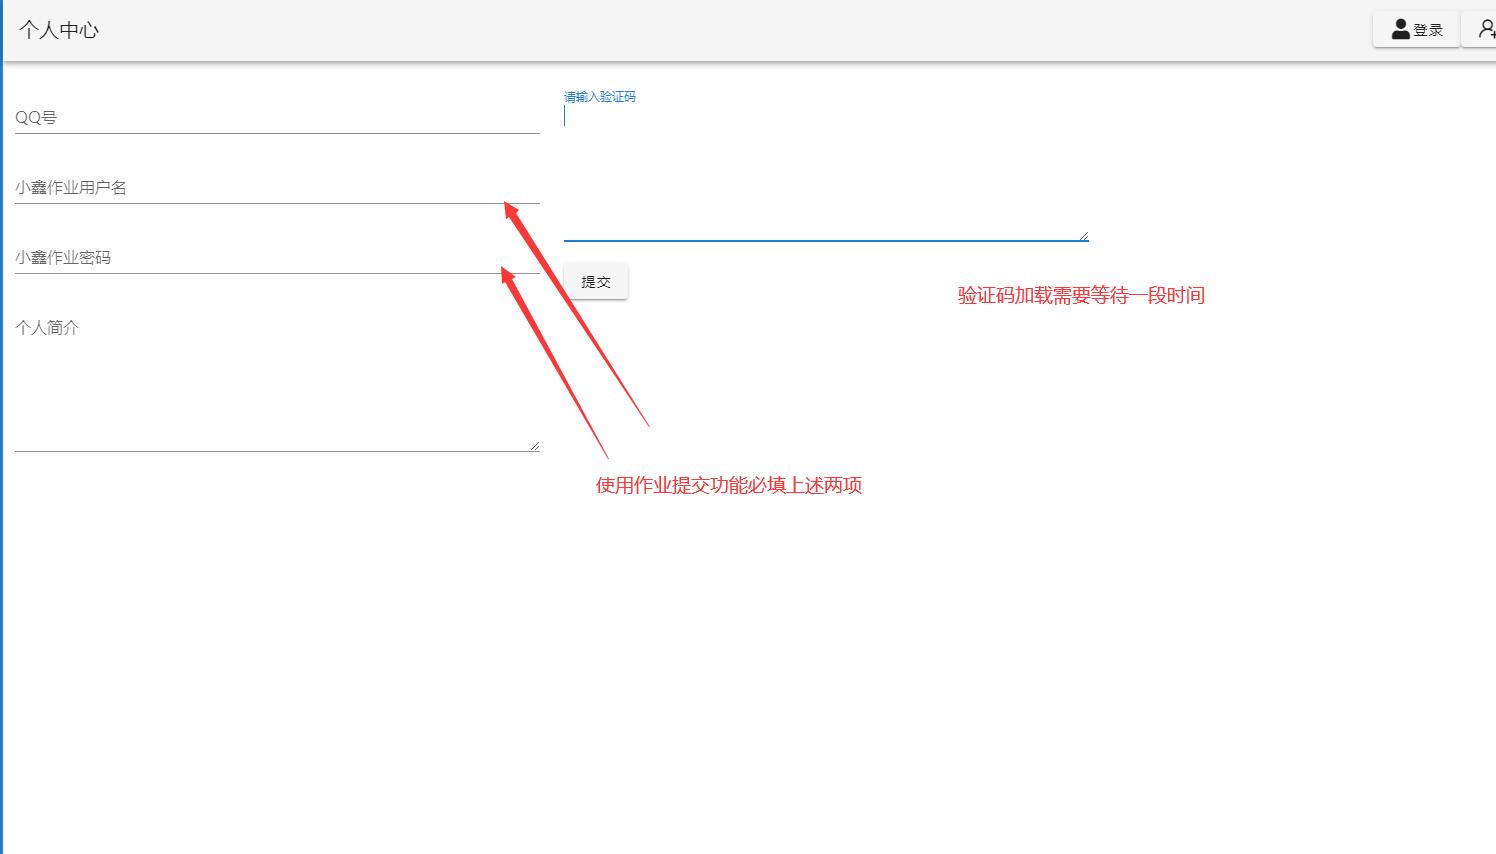 个人中心
登录
QQ号
小鑫作业用户名
小鑫作业密码
个人简介
请输入验证码
提交
验证码加载需要等待一段时间
使用作业提交功能必填上述两项